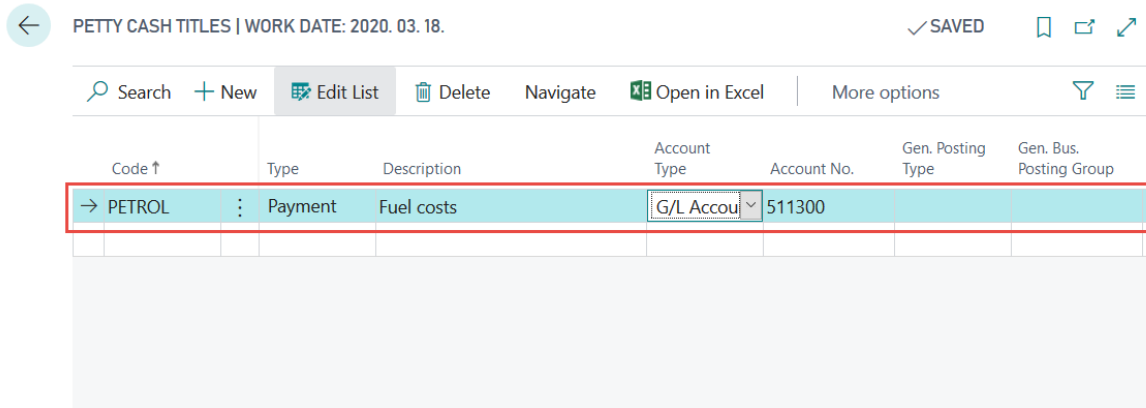 PETTY CASH TITLES | WORK DATE: 2020. 03. 18.
SAVED
Search
New
Edit List
Delete
Navigate
Open in Excel
More options
Code
Type
Description
Account Type
Account No.
Gen. Posting Type
Gen. Bus. Posting Group
PETROL
Payment
Fuel costs
G/L Accou
511300